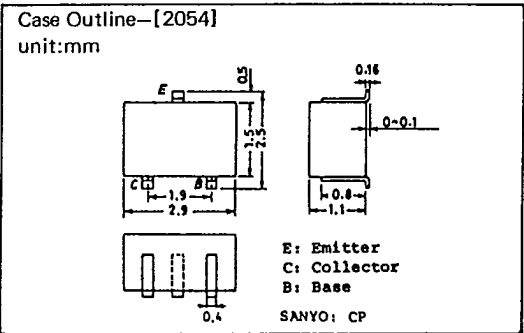 Case Outline–[2054]
unit:mm
E
0.5
1.5
2.5
C
B
1.9
2.9
0.16
0~0.1
0.8
1.1
0.4
E: Emitter
C: Collector
B: Base
SANYO: CP